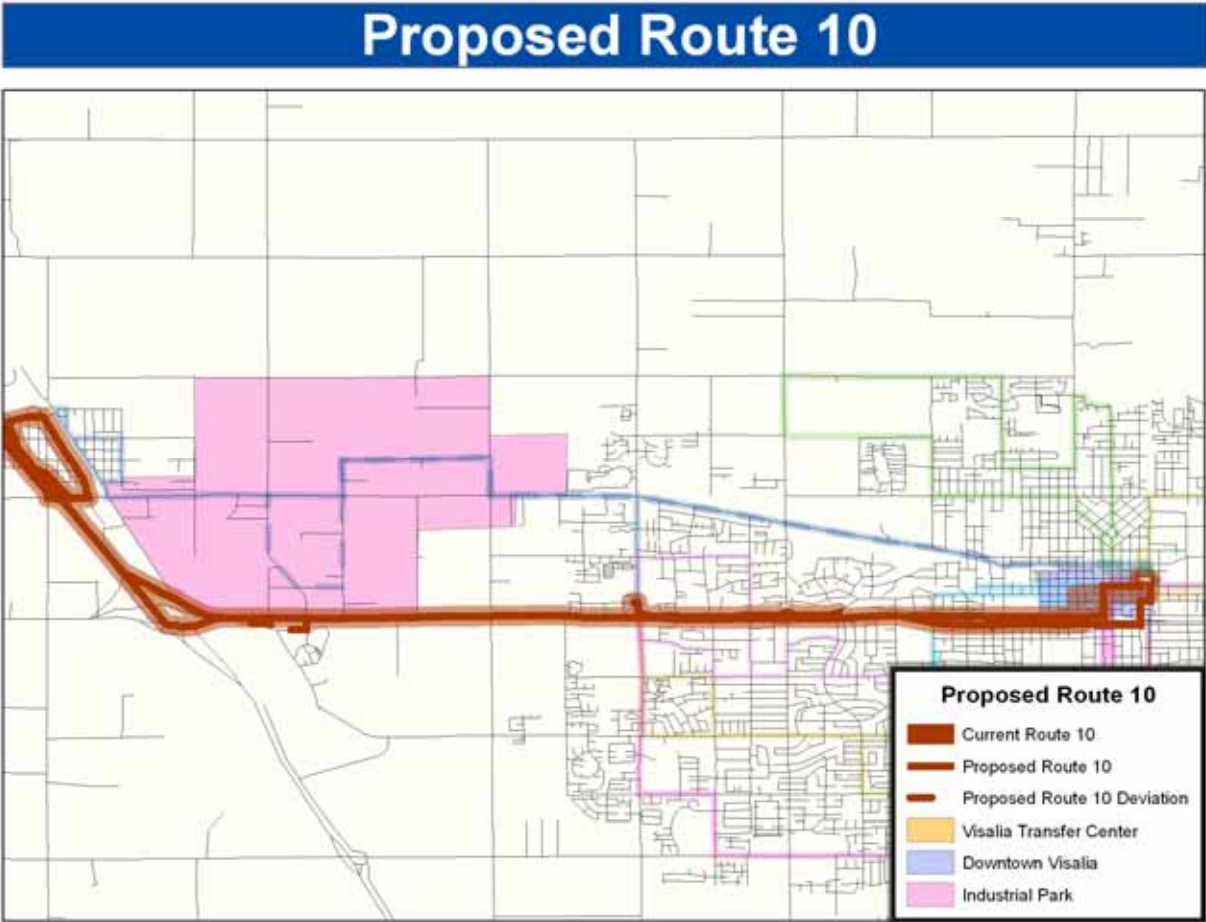 Proposed Route 10
Proposed Route 10
Current Route 10
Proposed Route 10
Proposed Route 10 Deviation
Visalia Transfer Center
Downtown Visalia
Industrial Park